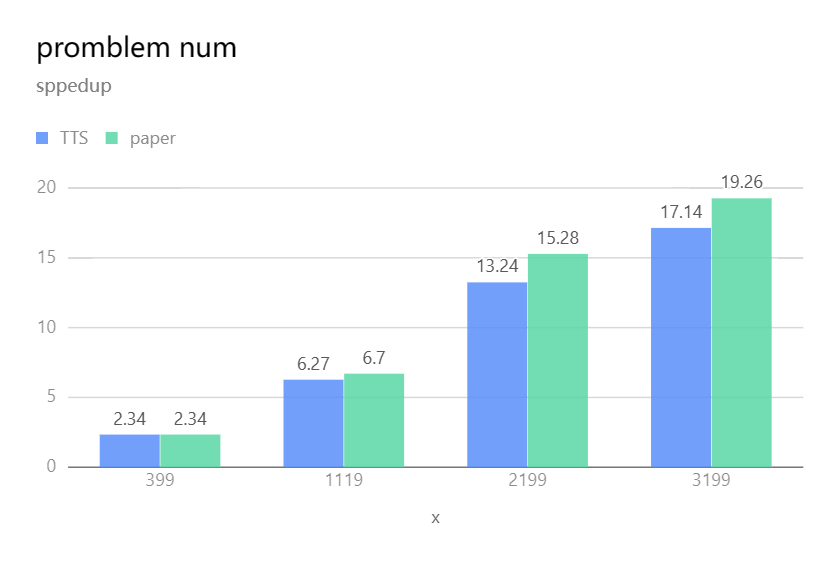 promblem num
sppedup
TTS paper
20
19.26
17.14
15
15.28
13.24
10
6.27
6.7
5
2.34
2.34
0
399 1119 2199 3199
x